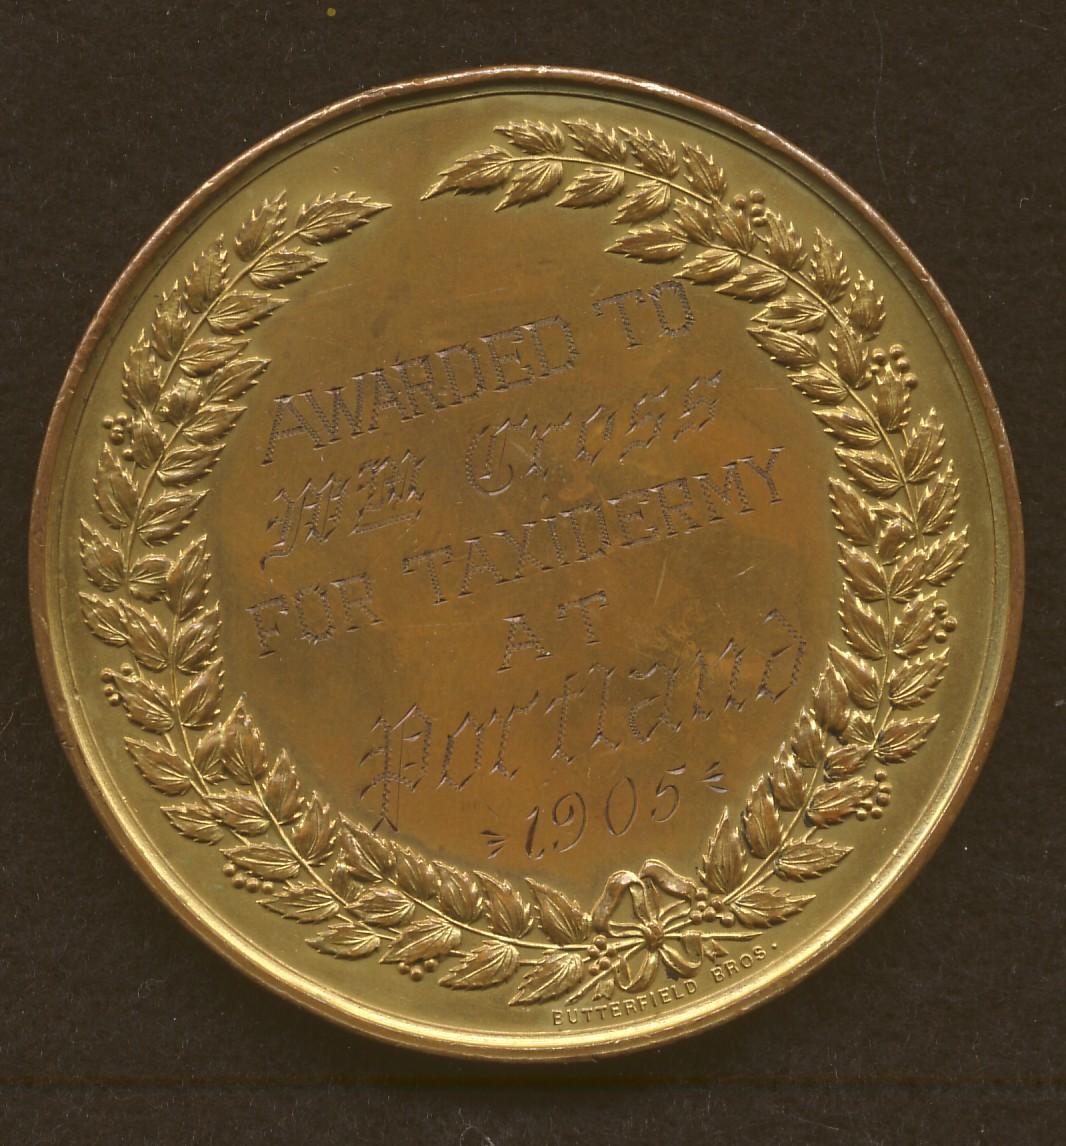 AWARDED TO
Wm Cross
FOR TAXIDERMY
AT
Portland
1905
BUTTERFIELD BROS.